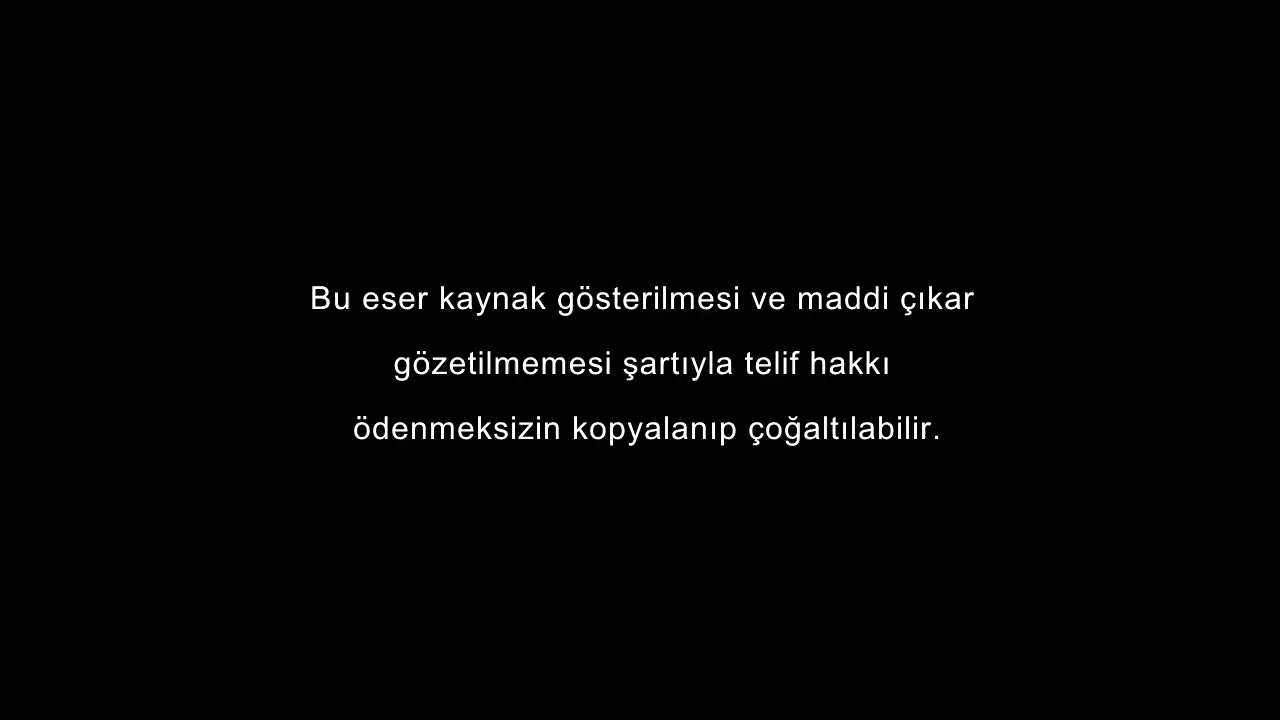 Bu eser kaynak gösterilmesi ve maddi çıkar
gözetilmemesi şartıyla telif hakkı
ödenmeksizin kopyalanıp çoğaltılabilir.